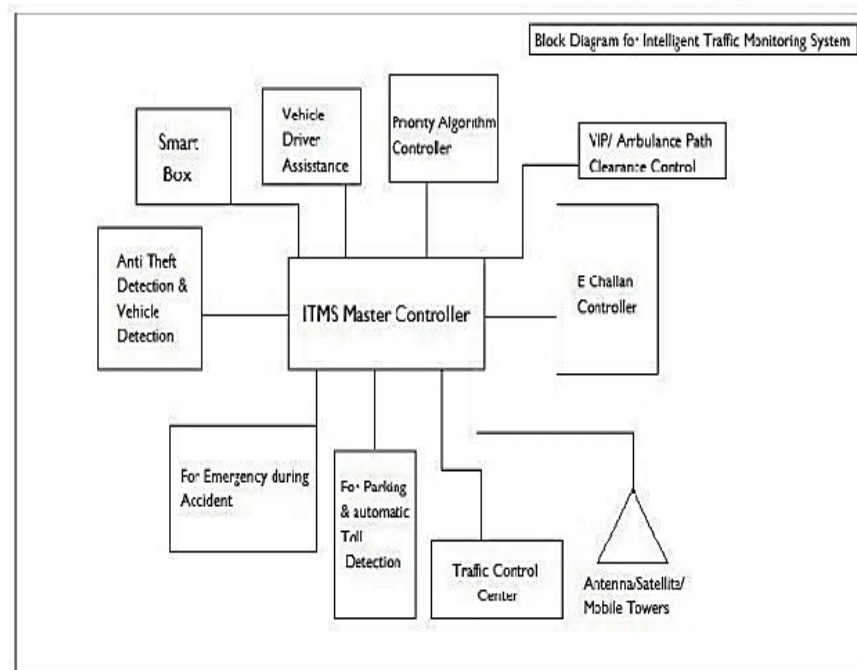 Block Diagram for Intelligent Traffic Monitoring System
Smart
Box
Vehicle
Driver
Assistance
Priority Algorithm
Controller
VIP/ Ambulance Path
Clearance Control
Anti Theft
Detection &
Vehicle
Detection
ITMS Master Controller
E Challan
Controller
For Emergency during
Accident
For Parking
& automatic
Toll
Detection
Traffic Control
Center
Antenna/Satellite/
Mobile Towers